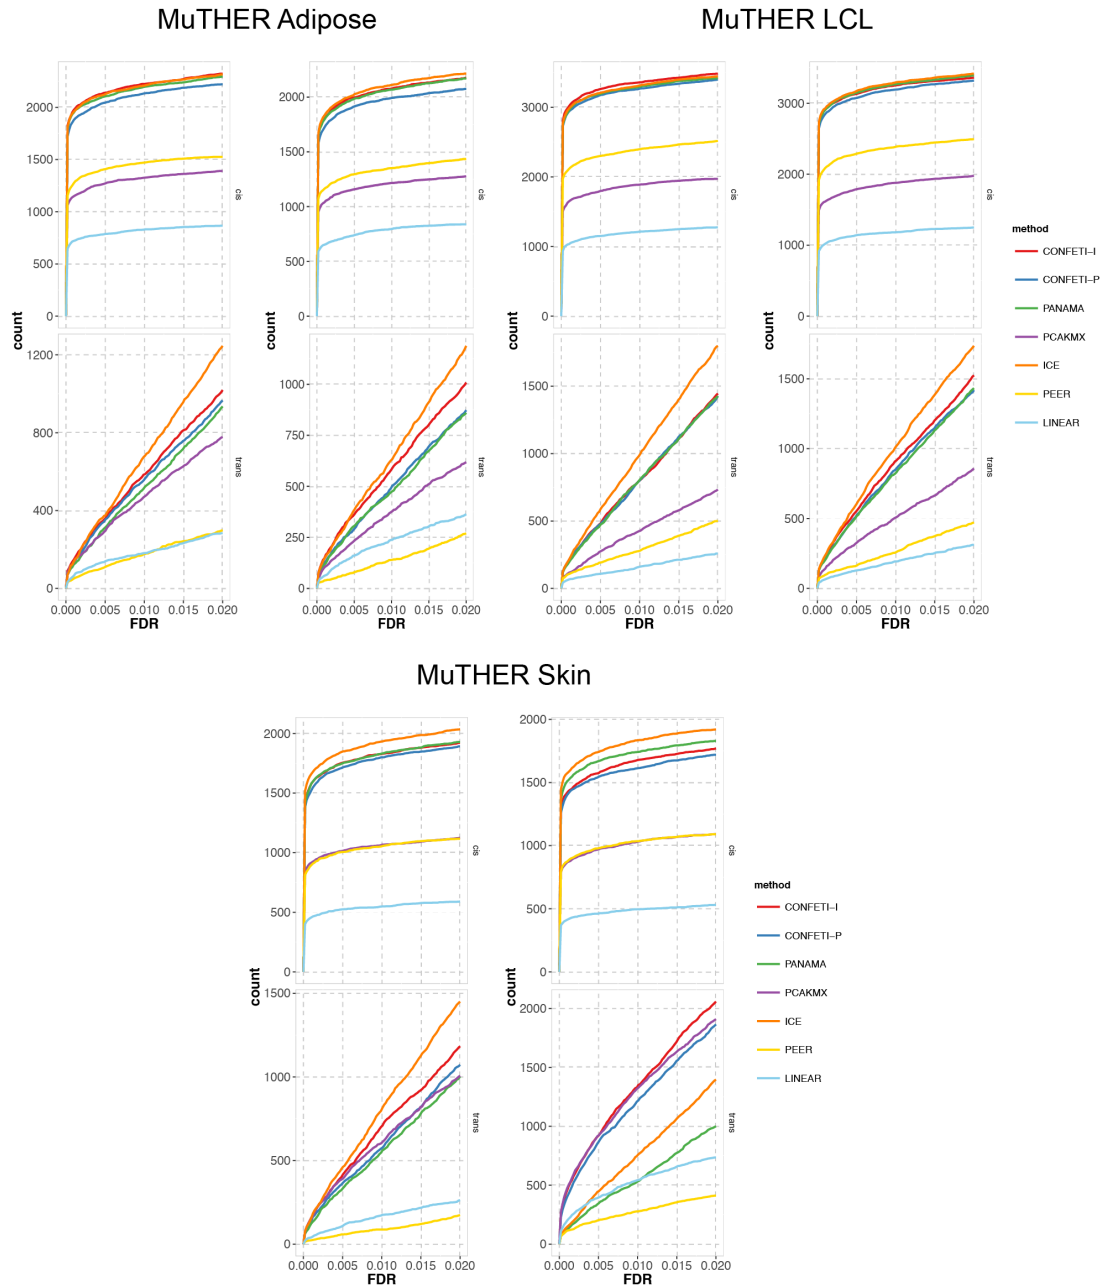 MuTHER Adipose
MuTHER LCL
2000
1500
1000
500
0
cis
2000
1500
1000
500
0
cis
3000
2000
1000
0
cis
3000
2000
1000
0
cis
count
count
1200
800
400
0
trans
1000
750
500
250
0
trans
1500
1000
500
0
trans
1500
1000
500
0
trans
0.000 0.005 0.010 0.015 0.020
FDR
0.000 0.005 0.010 0.015 0.020
FDR
0.000 0.005 0.010 0.015 0.020
FDR
0.000 0.005 0.010 0.015 0.020
FDR
count
count
method
CONFETI-I
CONFETI-P
PANAMA
PCAKMX
ICE
PEER
LINEAR
MuTHER Skin
2000
1500
1000
500
0
cis
2000
1500
1000
500
0
cis
count
count
1500
1000
500
0
trans
2000
1500
1000
500
0
trans
0.000 0.005 0.010 0.015 0.020
FDR
0.000 0.005 0.010 0.015 0.020
FDR
method
CONFETI-I
CONFETI-P
PANAMA
PCAKMX
ICE
PEER
LINEAR